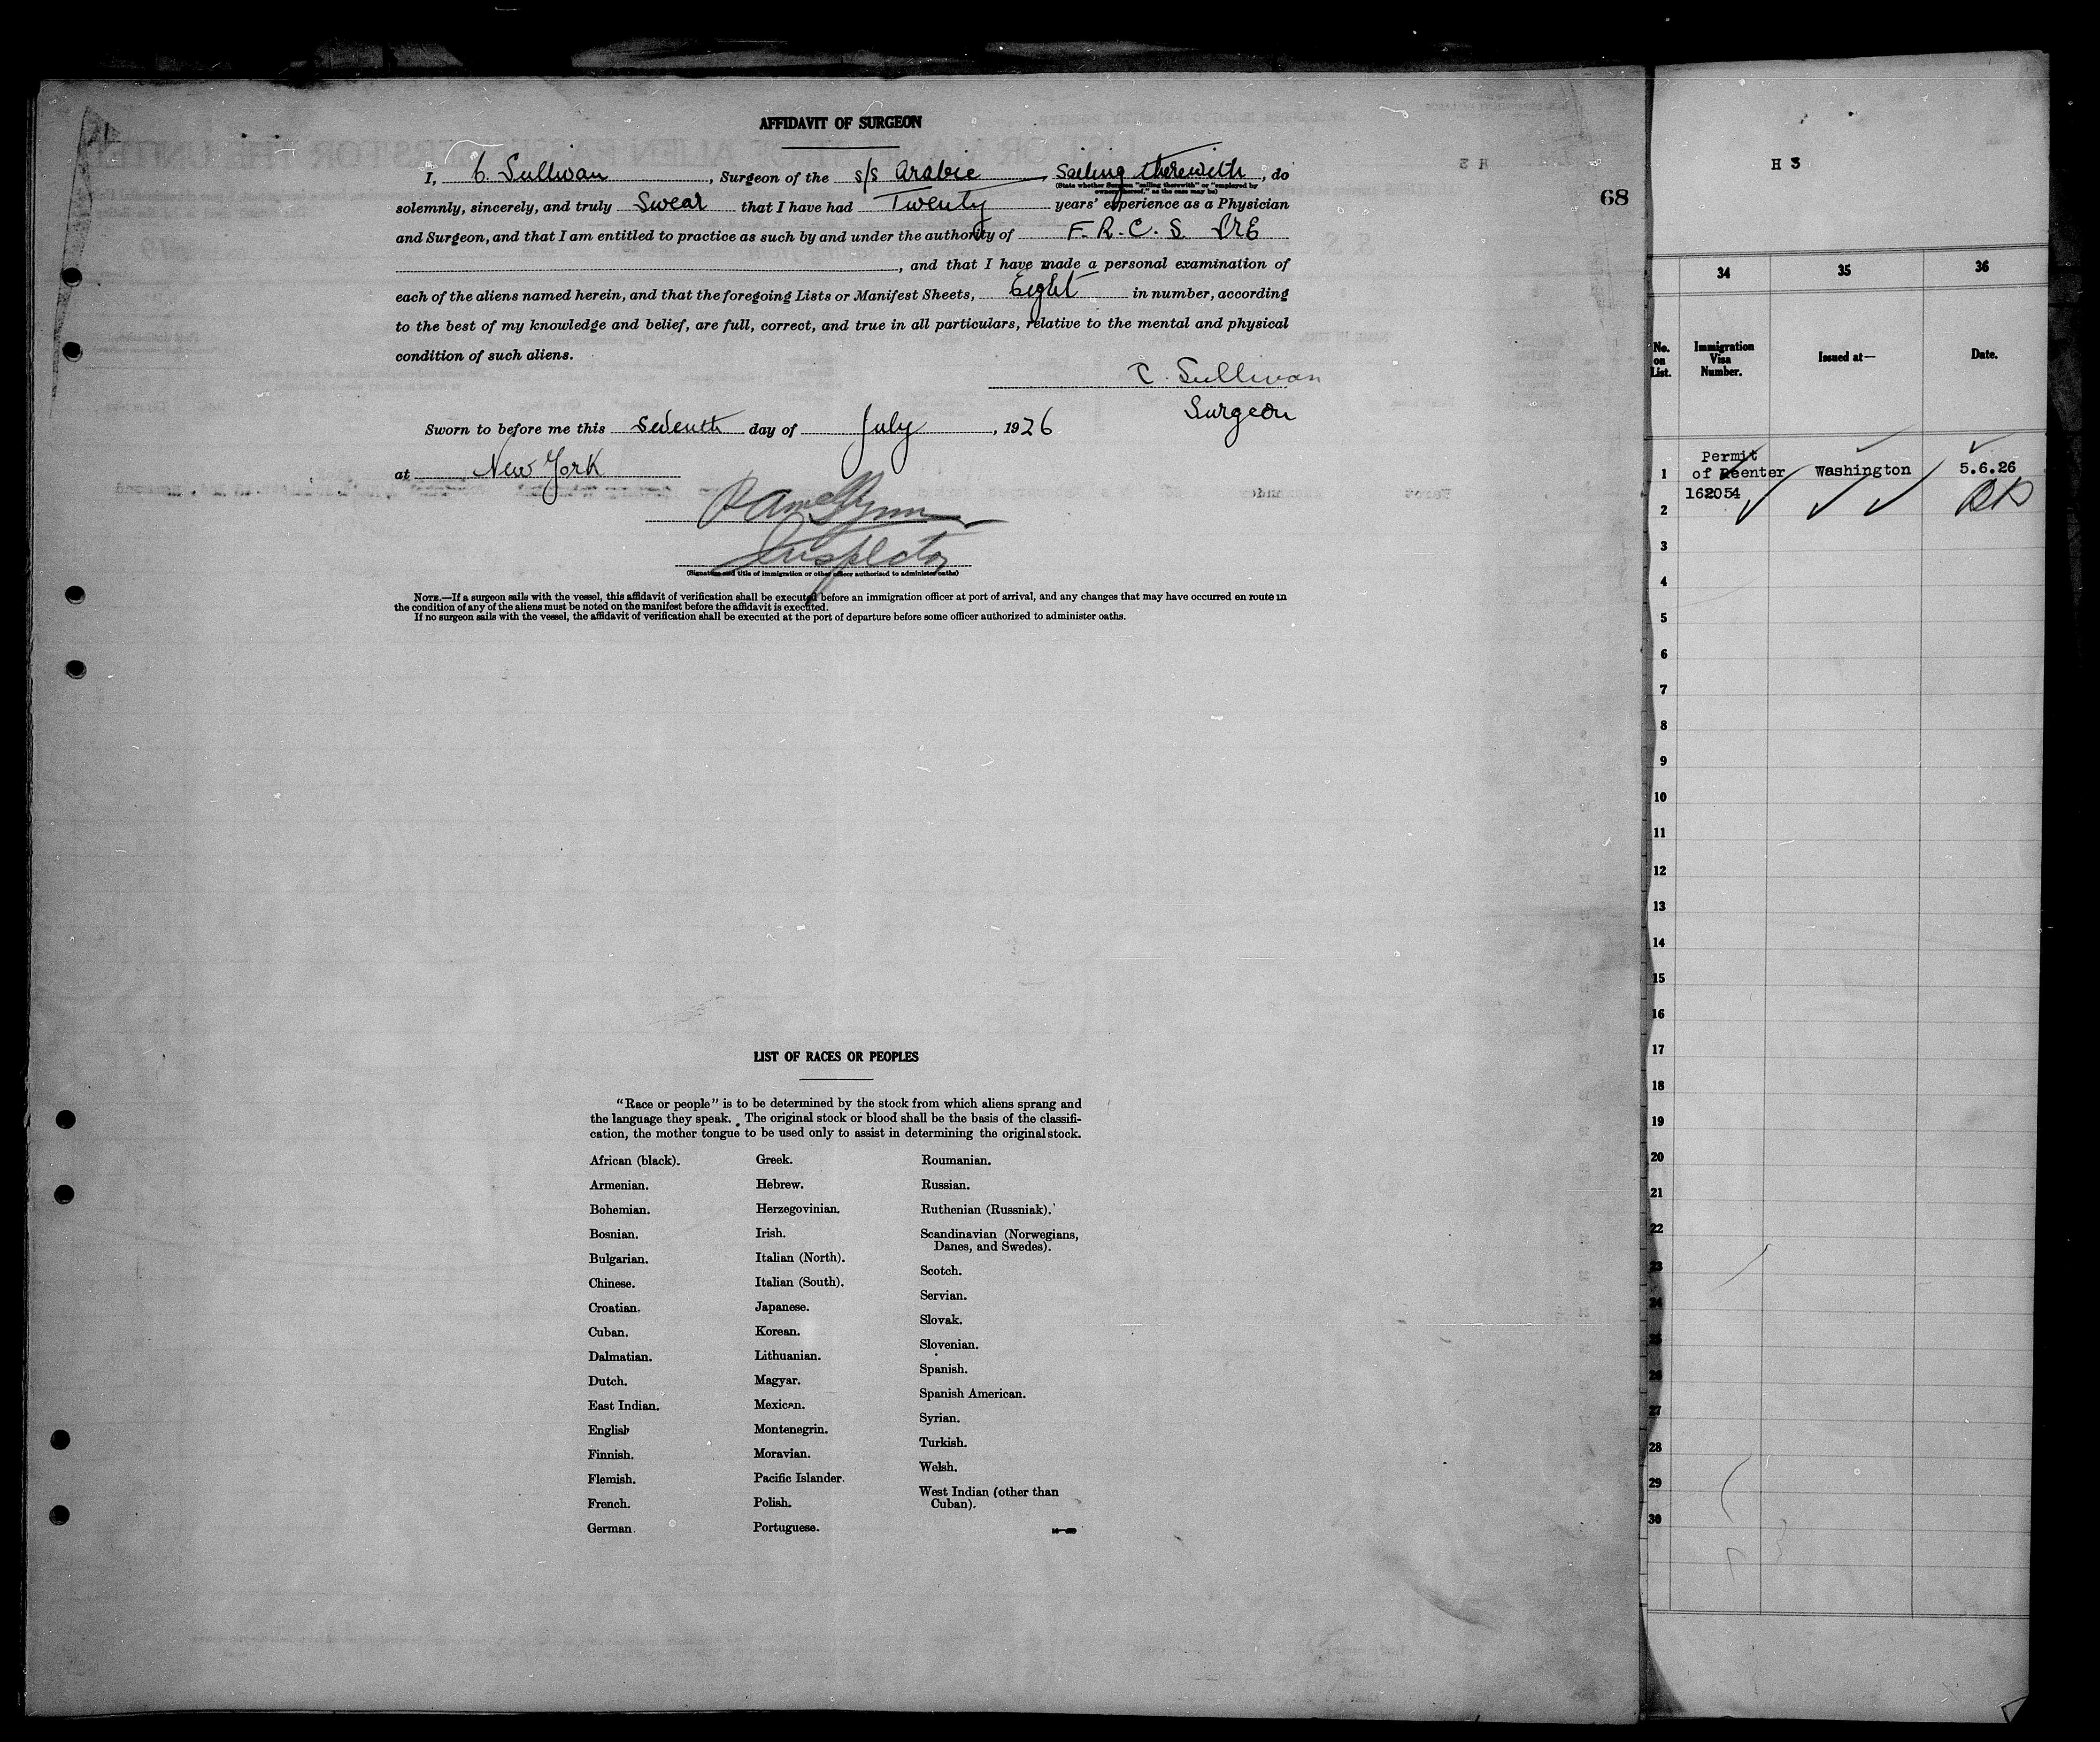 AFFIDAVIT OF SURGEON
I, C. Sullivan, Surgeon of the s/s Arabic Sailing therewith, do
(State whether Surgeon "sailing therewith" or "employed by
owners thereof," as the case may be)
solemnly, sincerely, and truly Swear that I have had Twenty years' experience as a Physician
and Surgeon, and that I am entitled to practice as such by and under the authority of F. R. C. S. IRE
, and that I have made a personal examination of
each of the aliens named herein, and that the foregoing Lists or Manifest Sheets, Eight in number, according
to the best of my knowledge and belief, are full, correct, and true in all particulars, relative to the mental and physical
condition of such aliens.
C. Sullivan
Surgeon
Sworn to before me this Seventh day of July, 1926
at New York
Inspector
(Signature and title of immigration or other officer authorized to administer oaths)
NOTE.—If a surgeon sails with the vessel, this affidavit of verification shall be executed before an immigration officer at port of arrival, and any changes that may have occurred en route in
the condition of any of the aliens must be noted on the manifest before the affidavit is executed.
If no surgeon sails with the vessel, the affidavit of verification shall be executed at the port of departure before some officer authorized to administer oaths.
LIST OF RACES OR PEOPLES
"Race or people" is to be determined by the stock from which aliens sprang and
the language they speak. The original stock or blood shall be the basis of the classifi-
cation, the mother tongue to be used only to assist in determining the original stock.
African (black).
Armenian.
Bohemian.
Bosnian.
Bulgarian.
Chinese.
Croatian.
Cuban.
Dalmatian.
Dutch.
East Indian.
English
Finnish.
Flemish.
French.
German.
Greek.
Hebrew.
Herzegovinian.
Irish.
Italian (North).
Italian (South).
Japanese.
Korean.
Lithuanian.
Magyar.
Mexican.
Montenegrin.
Moravian.
Pacific Islander.
Polish.
Portuguese.
Roumanian.
Russian.
Ruthenian (Russniak).
Scandinavian (Norwegians,
Danes, and Swedes).
Scotch.
Servian.
Slovak.
Slovenian.
Spanish.
Spanish American.
Syrian.
Turkish.
Welsh.
West Indian (other than
Cuban).
68
H 3
34 35 36
No. on List.
Immigration Visa Number.
Issued at—
Date.
1 Permit of Reenter Washington 5.6.26
162054
2
3
4
5
6
7
8
9
10
11
12
13
14
15
16
17
18
19
20
21
22
23
24
25
26
27
28
29
30